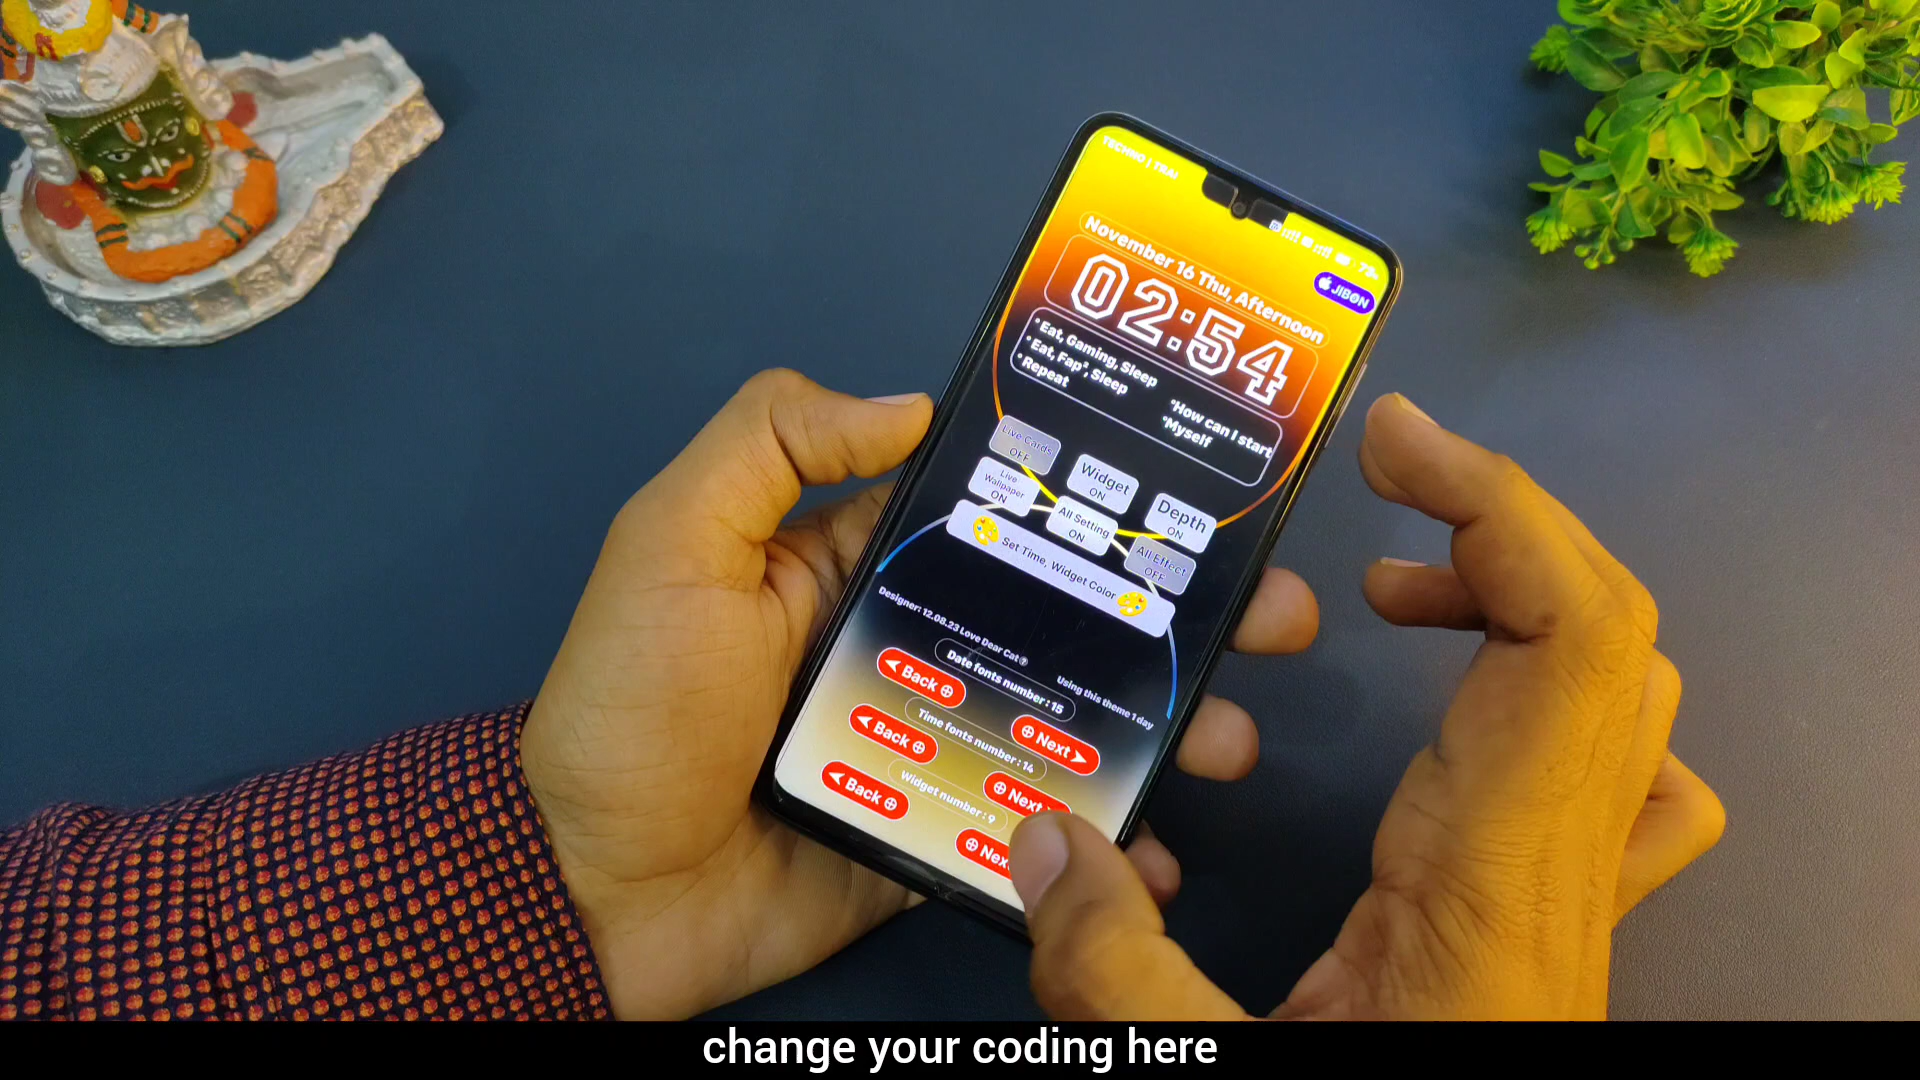 TECHNO | TRAI
73
JIBON
November 16 Thu, Afternoon
02:54
*Eat, Gaming, Sleep
*Eat, Fap², Sleep
*Repeat
*How can I start
*Myself
Live Cards
OFF
Widget
ON
Depth
ON
Live
Wallpaper
ON
All Setting
ON
All Effect
OFF
Set Time, Widget Color
Designer: 12.08.23 Love Dear Cat
Using this theme 1 day
Date fonts number : 15
Back
Next
Time fonts number : 14
Back
Next
Widget number : 9
Back
Next
change your coding here